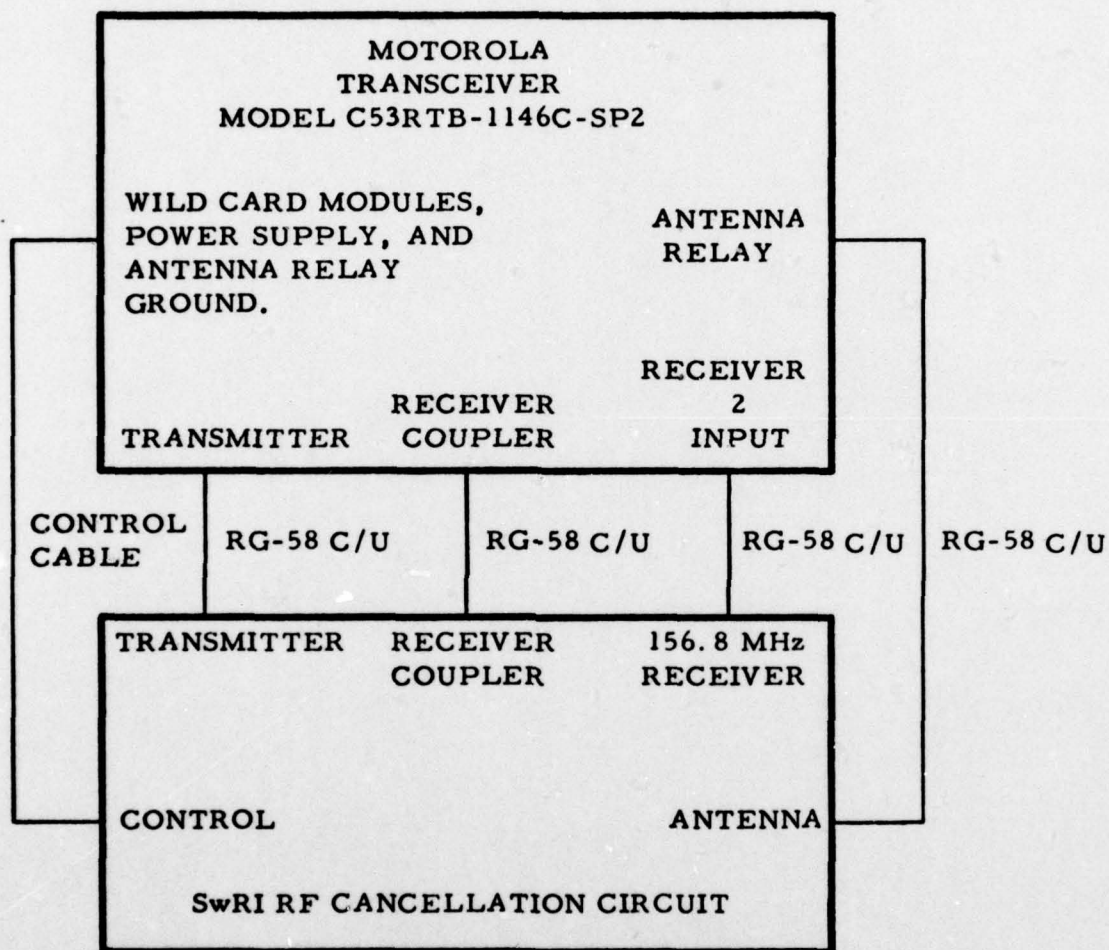 MOTOROLA
TRANSCEIVER
MODEL C53RTB-1146C-SP2
WILD CARD MODULES,
POWER SUPPLY, AND
ANTENNA RELAY
GROUND.
ANTENNA
RELAY
TRANSMITTER
RECEIVER
COUPLER
RECEIVER
2
INPUT
CONTROL
CABLE
RG-58 C/U
RG-58 C/U
RG-58 C/U
RG-58 C/U
TRANSMITTER
RECEIVER
COUPLER
156.8 MHz
RECEIVER
CONTROL
ANTENNA
SwRI RF CANCELLATION CIRCUIT